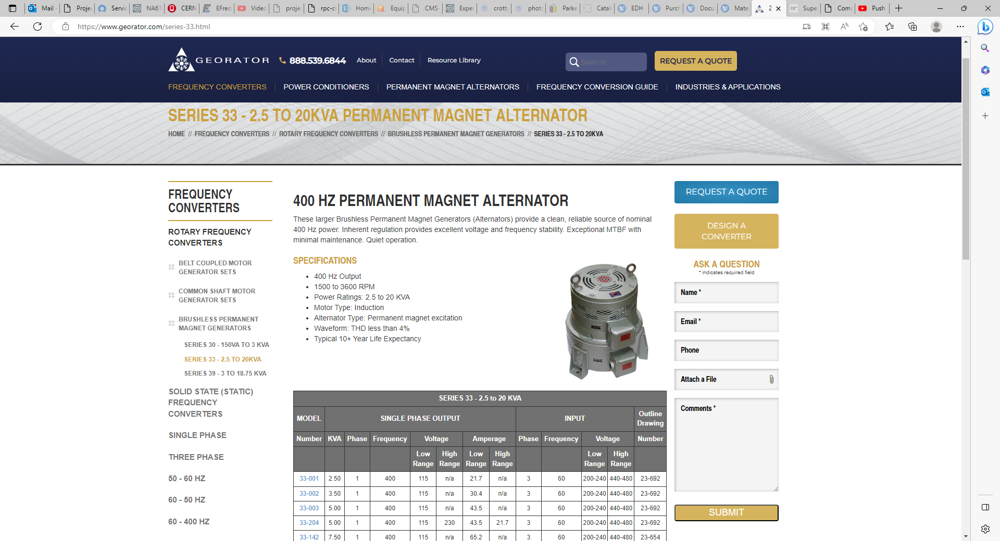 Mail -
Projec
Servic
NA61
CERN
EFred
Videc
projec
rpc-cr
Home
Equip
CMS-
Exper
crotty
photo
Parke
Catal
EDH -
Purch
Docu
Mate
2
Supe
Como
Push
https://www.georator.com/series-33.html
GEORATOR
888.539.6844
About
Contact
Resource Library
Search
REQUEST A QUOTE
FREQUENCY CONVERTERS
POWER CONDITIONERS
PERMANENT MAGNET ALTERNATORS
FREQUENCY CONVERSION GUIDE
INDUSTRIES & APPLICATIONS
SERIES 33 - 2.5 TO 20KVA PERMANENT MAGNET ALTERNATOR
HOME // FREQUENCY CONVERTERS // ROTARY FREQUENCY CONVERTERS // BRUSHLESS PERMANENT MAGNET GENERATORS // SERIES 33 - 2.5 TO 20KVA
FREQUENCY
CONVERTERS
ROTARY FREQUENCY
CONVERTERS
BELT COUPLED MOTOR
GENERATOR SETS
COMMON SHAFT MOTOR
GENERATOR SETS
BRUSHLESS PERMANENT
MAGNET GENERATORS
SERIES 30 - 150VA TO 3 KVA
SERIES 33 - 2.5 TO 20KVA
SERIES 39 - 3 TO 18.75 KVA
SOLID STATE (STATIC)
FREQUENCY
CONVERTERS
SINGLE PHASE
THREE PHASE
50 - 60 HZ
60 - 50 HZ
60 - 400 HZ
400 HZ PERMANENT MAGNET ALTERNATOR
These larger Brushless Permanent Magnet Generators (Alternators) provide a clean, reliable source of nominal
400 Hz power. Inherent regulation provides excellent voltage and frequency stability. Exceptional MTBF with
minimal maintenance. Quiet operation.
SPECIFICATIONS
• 400 Hz Output
• 1500 to 3600 RPM
• Power Ratings: 2.5 to 20 KVA
• Motor Type: Induction
• Alternator Type: Permanent magnet excitation
• Waveform: THD less than 4%
• Typical 10+ Year Life Expectancy
SERIES 33 - 2.5 to 20 KVA
MODEL SINGLE PHASE OUTPUT INPUT Outline Drawing
Number KVA Phase Frequency Voltage Amperage Phase Frequency Voltage Number
Low Range High Range Low Range High Range Low Range High Range
33-001 2.50 1 400 115 n/a 21.7 n/a 3 60 200-240 440-480 23-692
33-002 3.50 1 400 115 n/a 30.4 n/a 3 60 200-240 440-480 23-692
33-003 5.00 1 400 115 n/a 43.5 n/a 3 60 200-240 440-480 23-692
33-204 5.00 1 400 115 230 43.5 21.7 3 60 200-240 440-480 23-692
33-142 7.50 1 400 115 n/a 65.2 n/a 3 60 200-240 440-480 23-654
REQUEST A QUOTE
DESIGN A
CONVERTER
ASK A QUESTION
* indicates required field
Name *
Email *
Phone
Attach a File
Comments *
SUBMIT